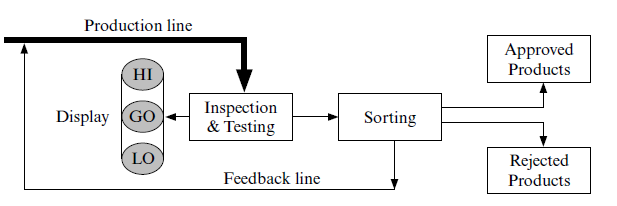 Production line
HI
Display
GO
LO
Inspection
& Testing
Sorting
Approved
Products
Rejected
Products
Feedback line